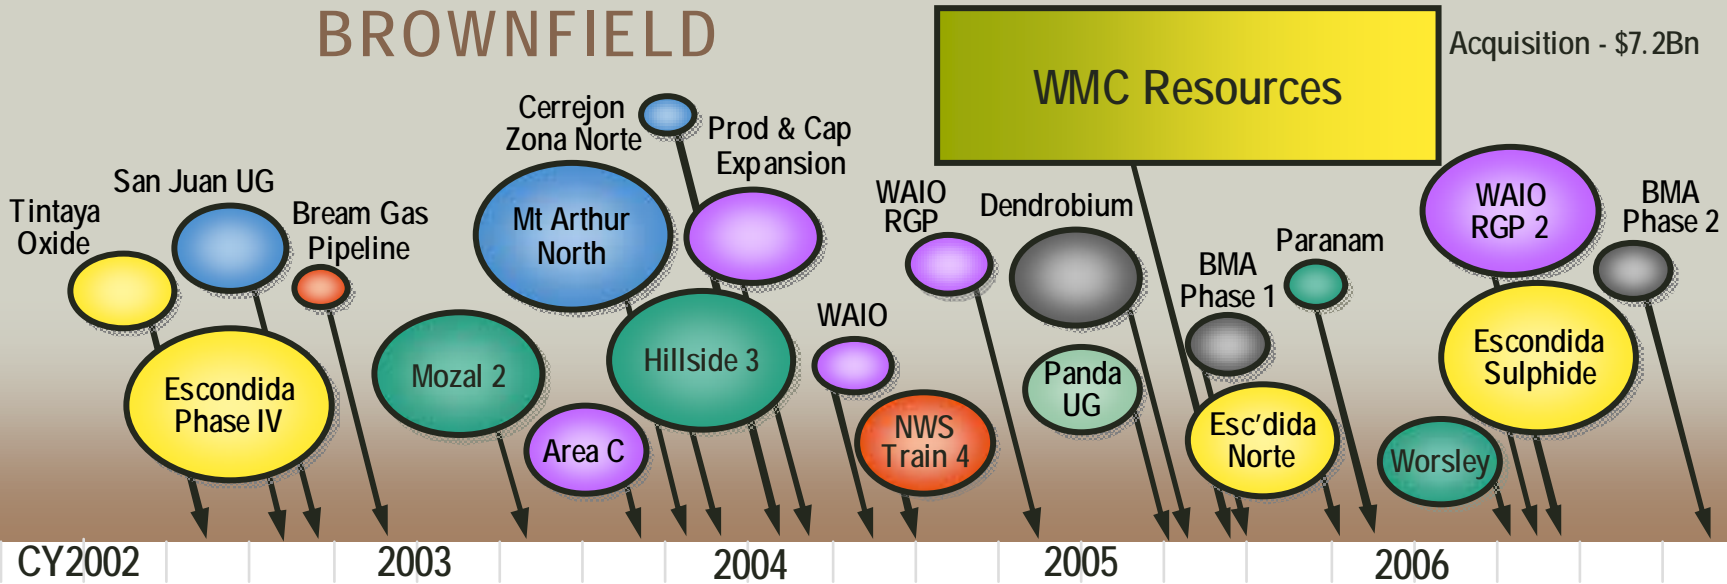 BROWNFIELD
WMC Resources
Acquisition - $7.2Bn
Tintaya
Oxide
San Juan UG
Bream Gas
Pipeline
Escondida
Phase IV
Mozal 2
Cerrejon
Zona Norte
Mt Arthur
North
Area C
Prod & Cap
Expansion
Hillside 3
WAIO
NWS
Train 4
WAIO
RGP
Dendrobium
Panda
UG
BMA
Phase 1
Esc'dida
Norte
Paranam
Worsley
WAIO
RGP 2
Escondida
Sulphide
BMA
Phase 2
CY2002
2003
2004
2005
2006